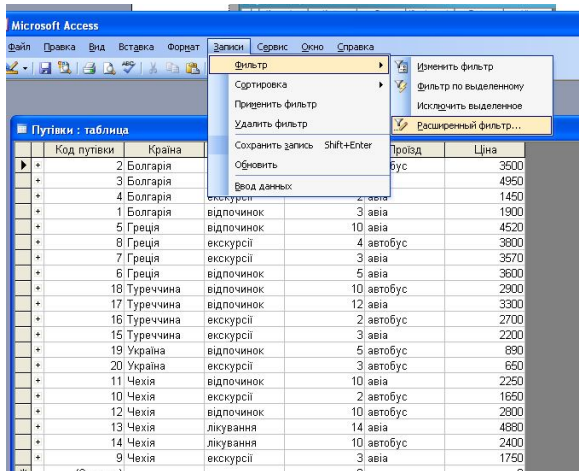 Microsoft Access
Файл Правка Вид Вставка Формат Записи Сервис Окно Справка
Фильтр
Сортировка
Применить фильтр
Удалить фильтр
Сохранить запись Shift+Enter
Обновить
Ввод данных
Изменить фильтр
Фильтр по выделенному
Исключить выделенное
Расширенный фильтр...
Путівки : таблица
Код путівки Країна Проїзд Ціна
2 Болгарія 3500
3 Болгарія 4950
4 Болгарія екскурсії 2 авіа 1450
1 Болгарія відпочинок 3 авіа 1900
5 Греція відпочинок 10 авіа 4520
8 Греція екскурсії 4 автобус 3800
7 Греція екскурсії 3 авіа 3570
6 Греція відпочинок 5 авіа 3600
18 Туреччина відпочинок 10 автобус 2900
17 Туреччина відпочинок 12 авіа 3300
16 Туреччина екскурсії 2 автобус 2700
15 Туреччина екскурсії 3 авіа 2200
19 Україна відпочинок 5 автобус 890
20 Україна екскурсії 3 автобус 650
11 Чехія відпочинок 10 авіа 2250
10 Чехія екскурсії 2 автобус 1650
12 Чехія відпочинок 10 автобус 2800
13 Чехія лікування 14 авіа 4880
14 Чехія лікування 10 автобус 2400
9 Чехія екскурсії 3 авіа 1750